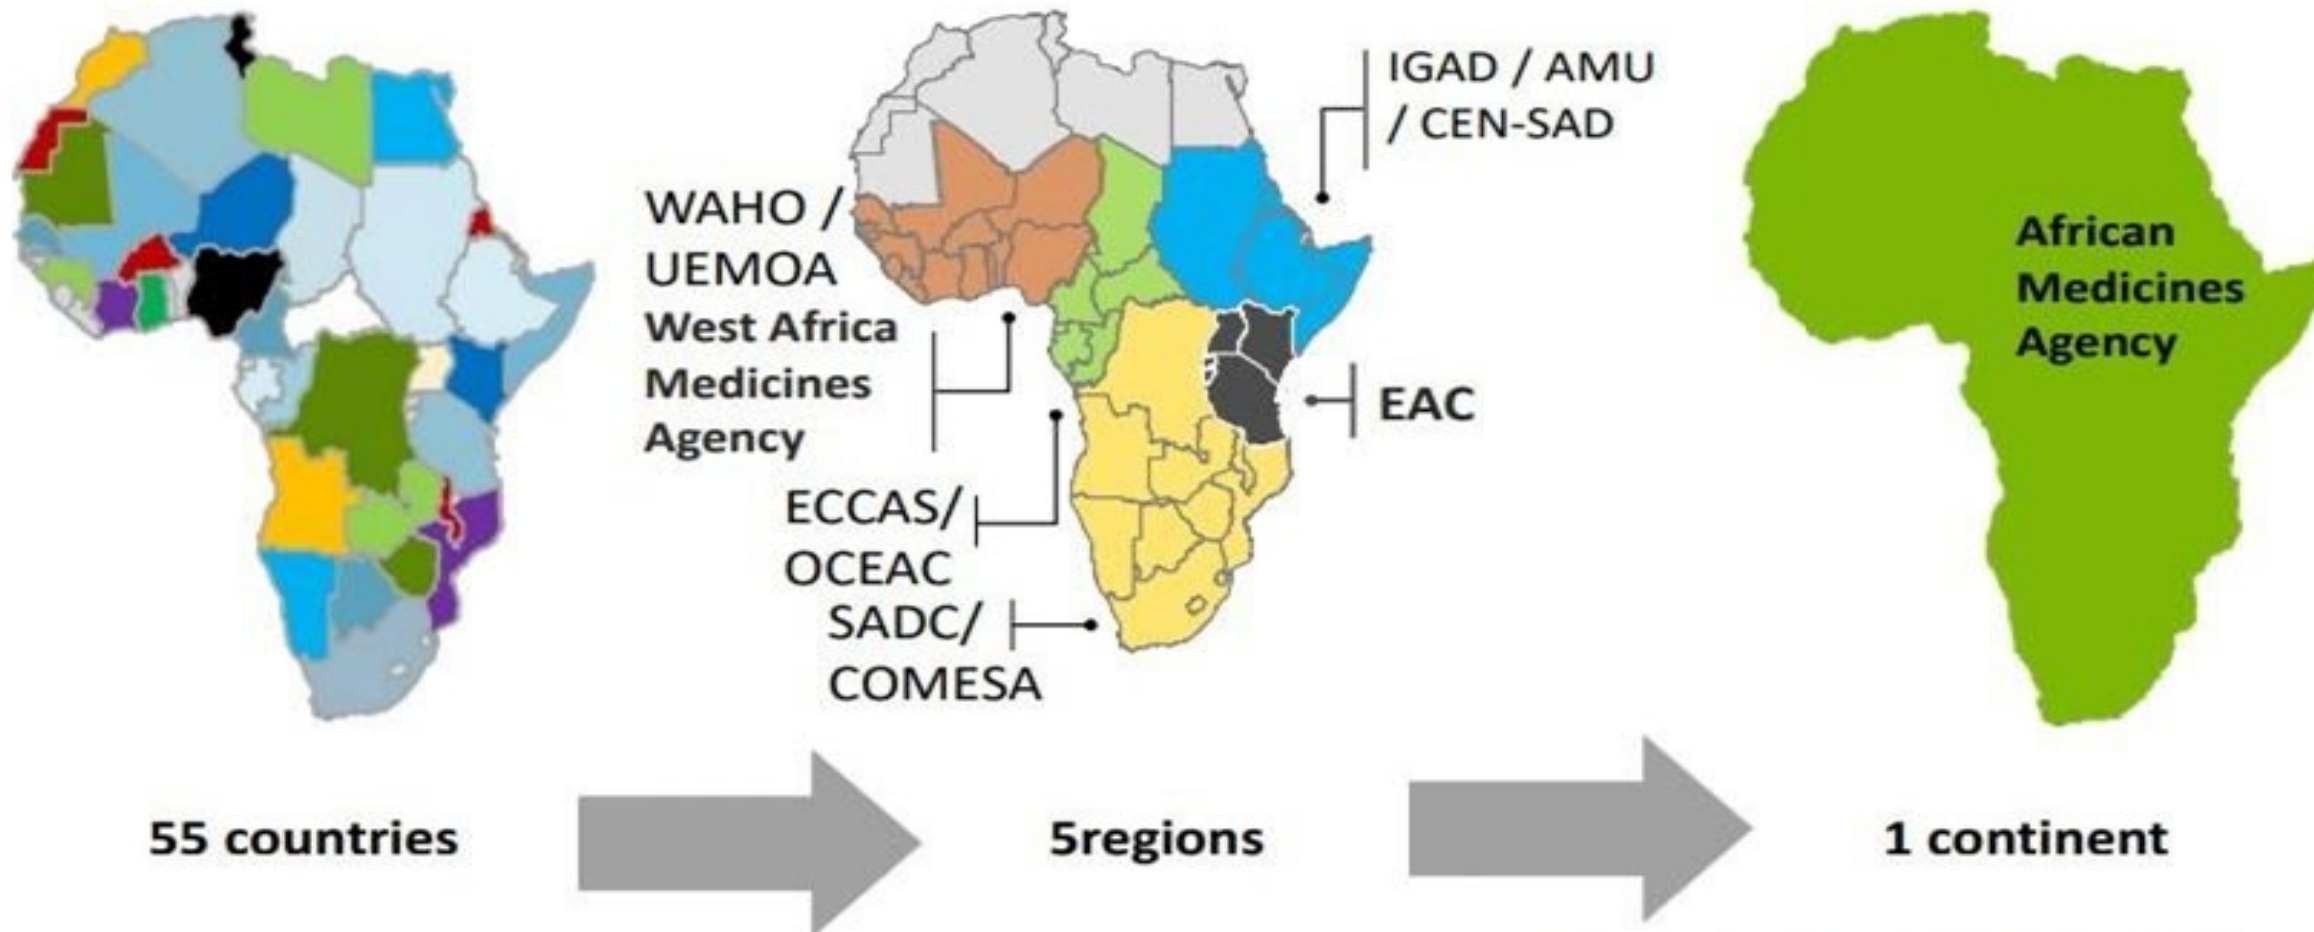 IGAD / AMU
/ CEN-SAD
WAHO /
UEMOA
West Africa
Medicines
Agency
EAC
ECCAS/
OCEAC
SADC/
COMESA
African
Medicines
Agency
55 countries
5regions
1 continent